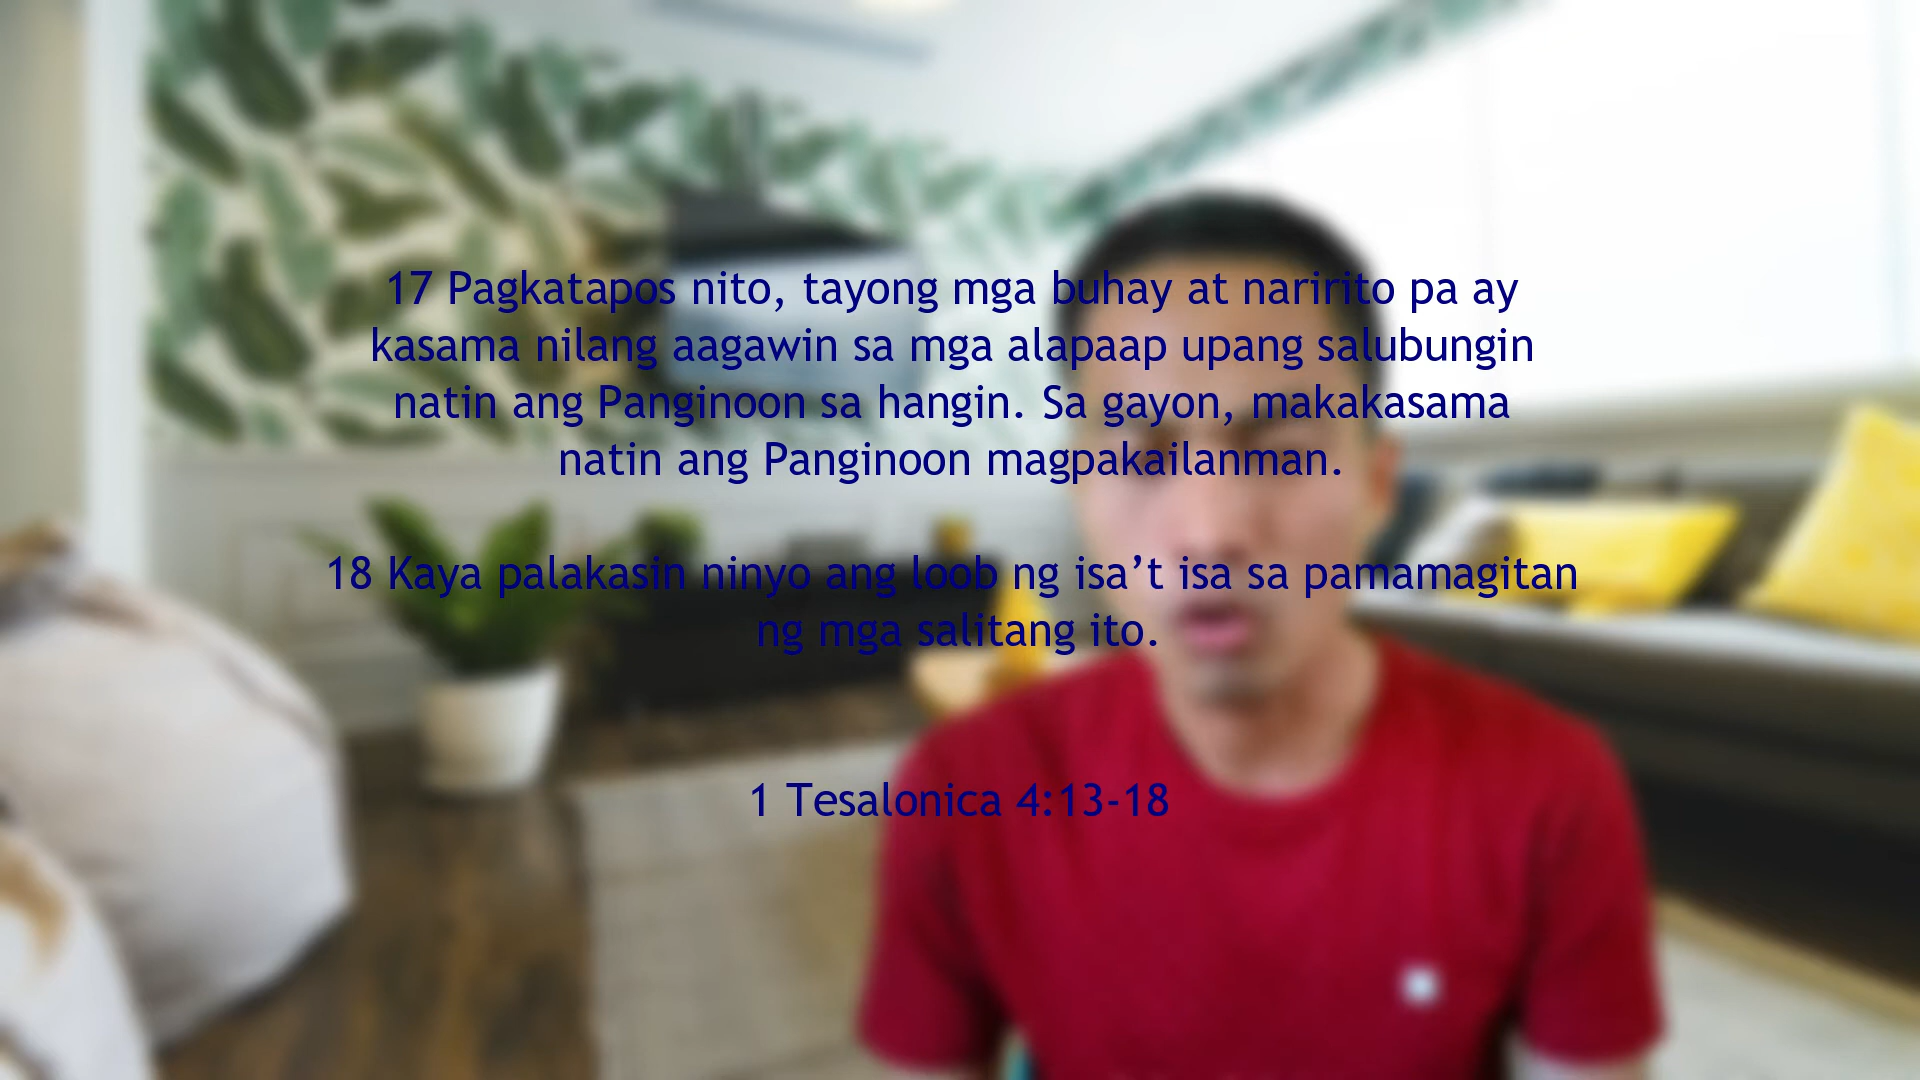 17 Pagkatapos nito, tayong mga buhay at naririto pa ay
kasama nilang aagawin sa mga alapaap upang salubungin
natin ang Panginoon sa hangin. Sa gayon, makakasama
natin ang Panginoon magpakailanman.
18 Kaya palakasin ninyo ang loob ng isa’t isa sa pamamagitan
ng mga salitang ito.
1 Tesalonica 4:13-18